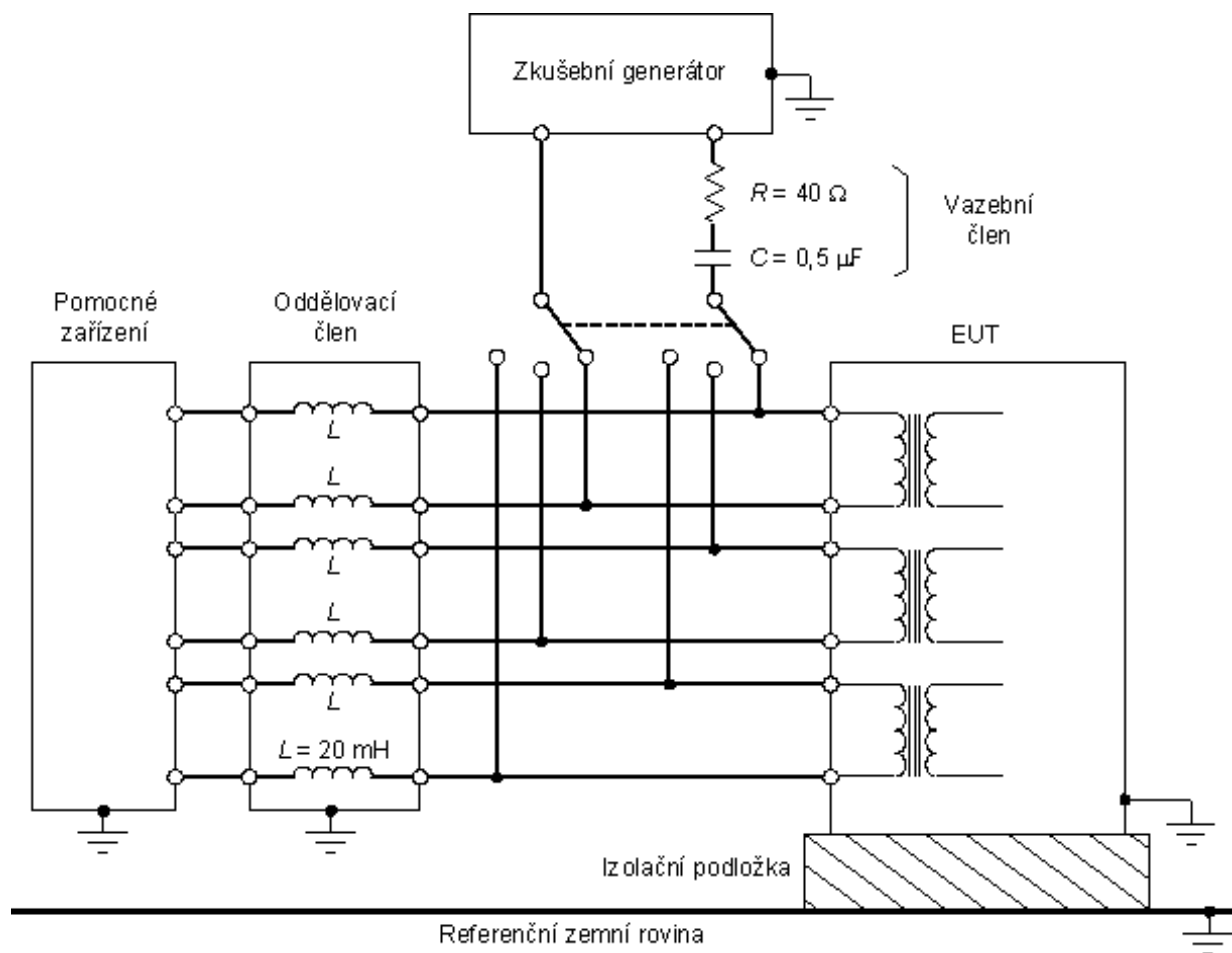 Zkušební generátor
R = 40 Ω
C = 0,5 μF
Vazební
člen
Pomocné
zařízení
Oddělovací
člen
EUT
L
L
L
L
L
L = 20 mH
Izolační podložka
Referenční zemní rovina